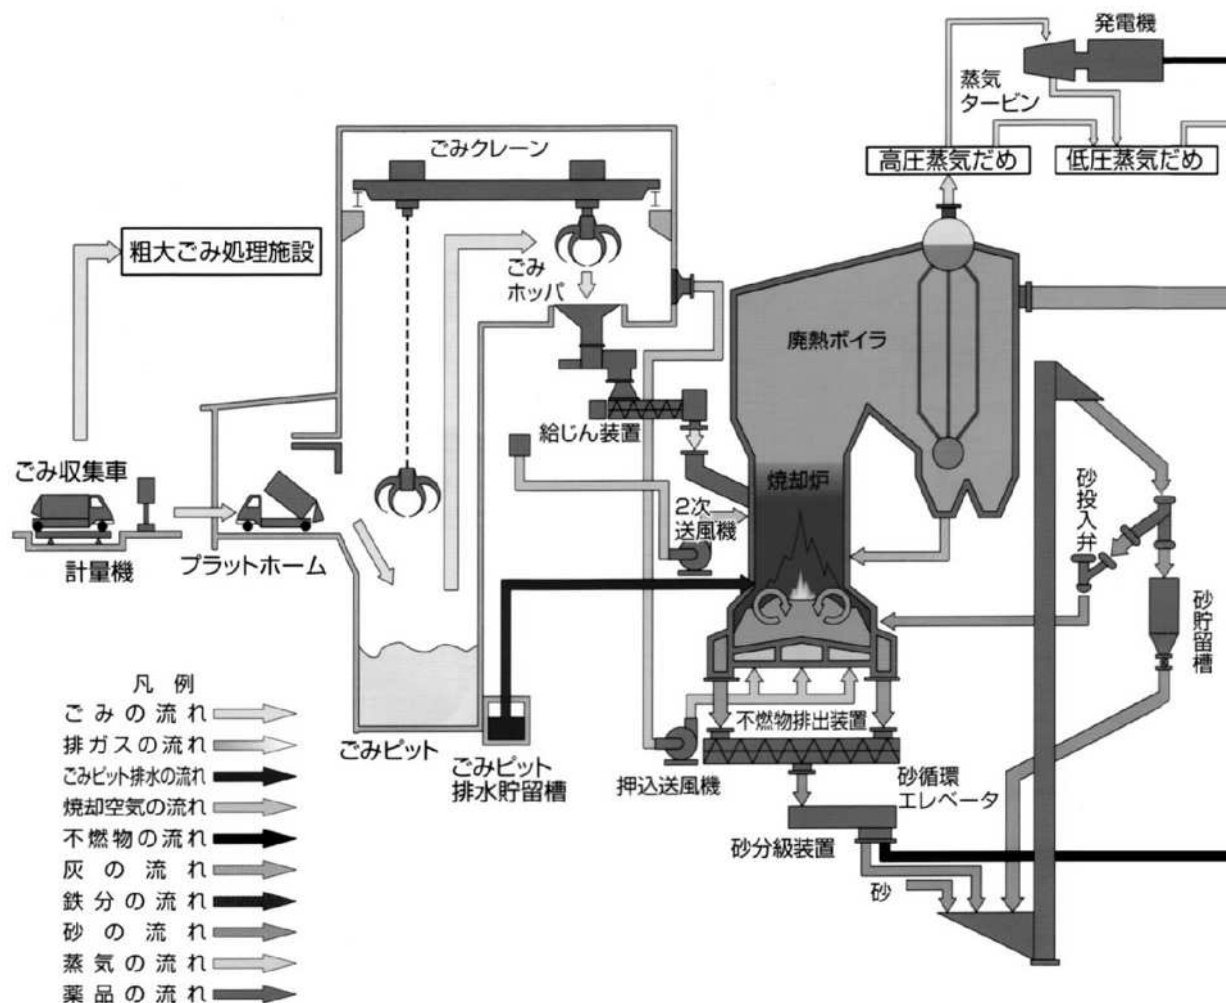 発電機
蒸気
タービン
ごみクレーン
高圧蒸気だめ
低圧蒸気だめ
粗大ごみ処理施設
ごみ
ホッパ
廃熱ボイラ
給じん装置
ごみ収集車
焼却炉
2次
送風機
砂投入弁
計量機
プラットホーム
砂貯留槽
凡例
ごみの流れ
排ガスの流れ
ごみピット排水の流れ
焼却空気の流れ
不燃物の流れ
灰の流れ
鉄分の流れ
砂の流れ
蒸気の流れ
薬品の流れ
ごみピット
ごみピット
排水貯留槽
不燃物排出装置
押込送風機
砂循環
エレベータ
砂分級装置
砂